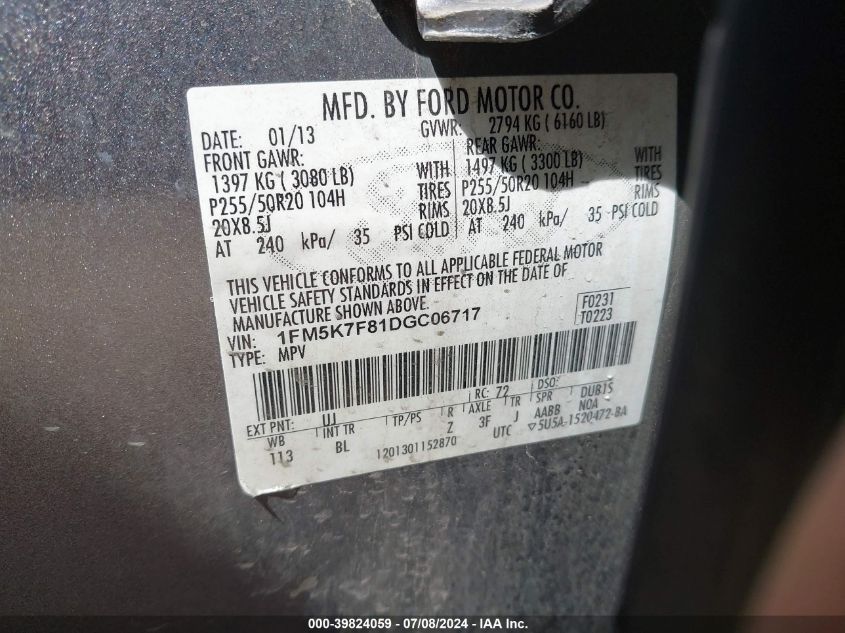 MFD. BY FORD MOTOR CO.
DATE: 01/13 GVWR: 2794 KG ( 6160 LB)
FRONT GAWR: REAR GAWR:
1397 KG ( 3080 LB) WITH 1497 KG ( 3300 LB) WITH
P255/50R20 104H TIRES P255/50R20 104H TIRES
20X8.5J RIMS 20X8.5J RIMS
AT 240 kPa/ 35 PSI COLD AT 240 kPa/ 35 PSI COLD
THIS VEHICLE CONFORMS TO ALL APPLICABLE FEDERAL MOTOR
VEHICLE SAFETY STANDARDS IN EFFECT ON THE DATE OF
MANUFACTURE SHOWN ABOVE.
VIN: 1FM5K7F81DGC06717 F0231
TYPE: MPV T0223
EXT PNT: UJ RC: 72 DSO:
WB INT TR TP/PS R AXLE TR SPR DUB1S
113 BL Z 3F J AABB NOA
1201301152870 UTC ▽5U5A-1520472-BA
000-39824059 - 07/08/2024 - IAA Inc.